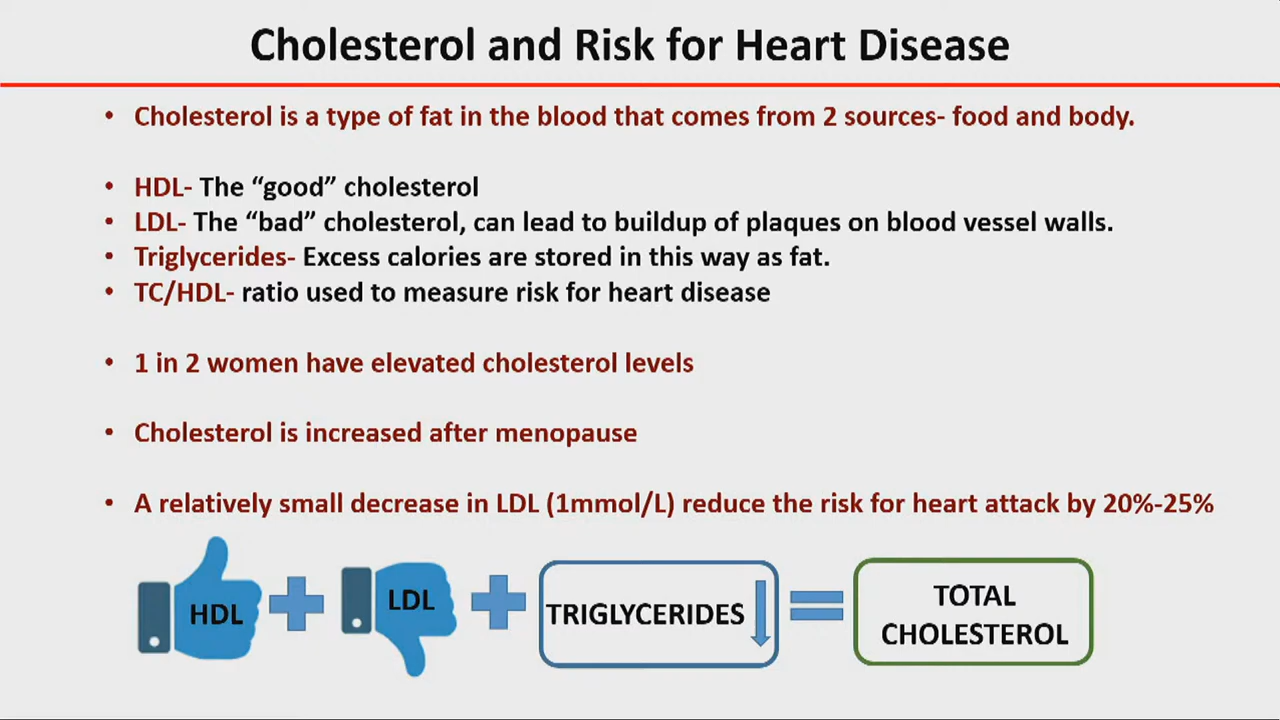 Cholesterol and Risk for Heart Disease
• Cholesterol is a type of fat in the blood that comes from 2 sources- food and body.
• HDL- The “good” cholesterol
• LDL- The “bad” cholesterol, can lead to buildup of plaques on blood vessel walls.
• Triglycerides- Excess calories are stored in this way as fat.
• TC/HDL- ratio used to measure risk for heart disease
• 1 in 2 women have elevated cholesterol levels
• Cholesterol is increased after menopause
• A relatively small decrease in LDL (1mmol/L) reduce the risk for heart attack by 20%-25%
HDL
LDL
TRIGLYCERIDES
TOTAL
CHOLESTEROL